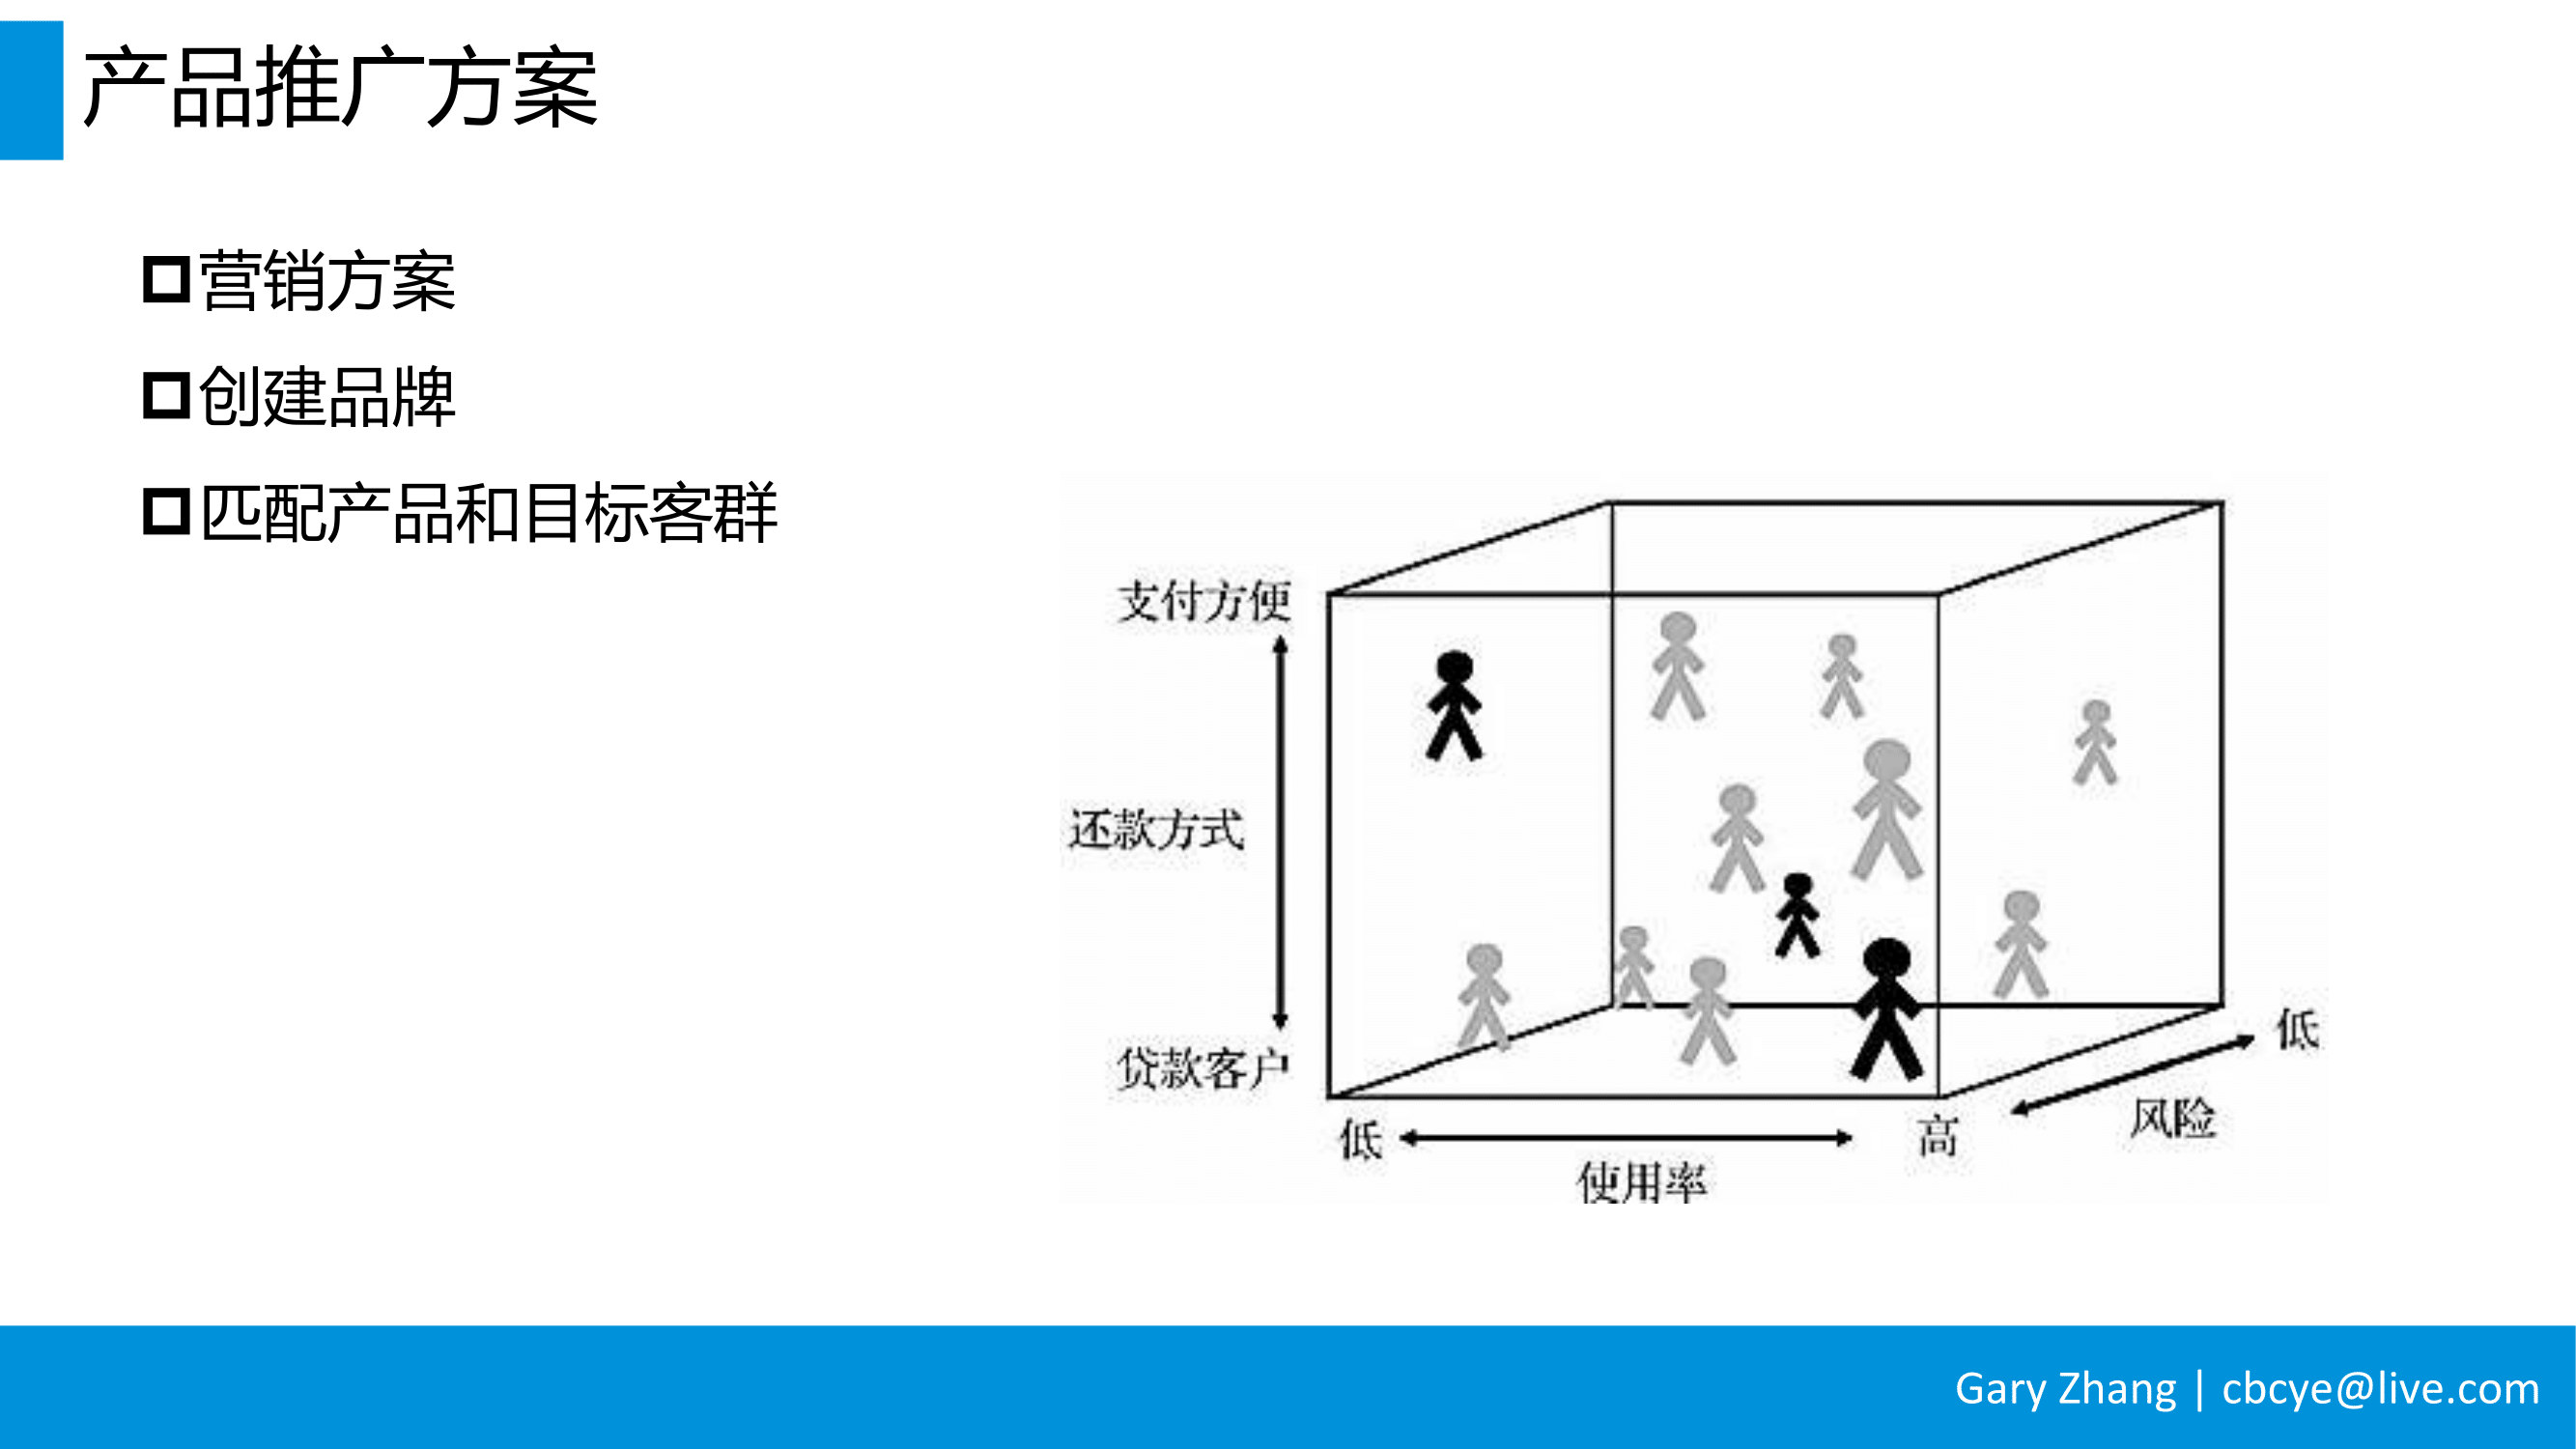 产品推广方案
营销方案
创建品牌
匹配产品和目标客群
支付方便
还款方式
贷款客户
低
高
使用率
风险
低
Gary Zhang | cbcye@live.com